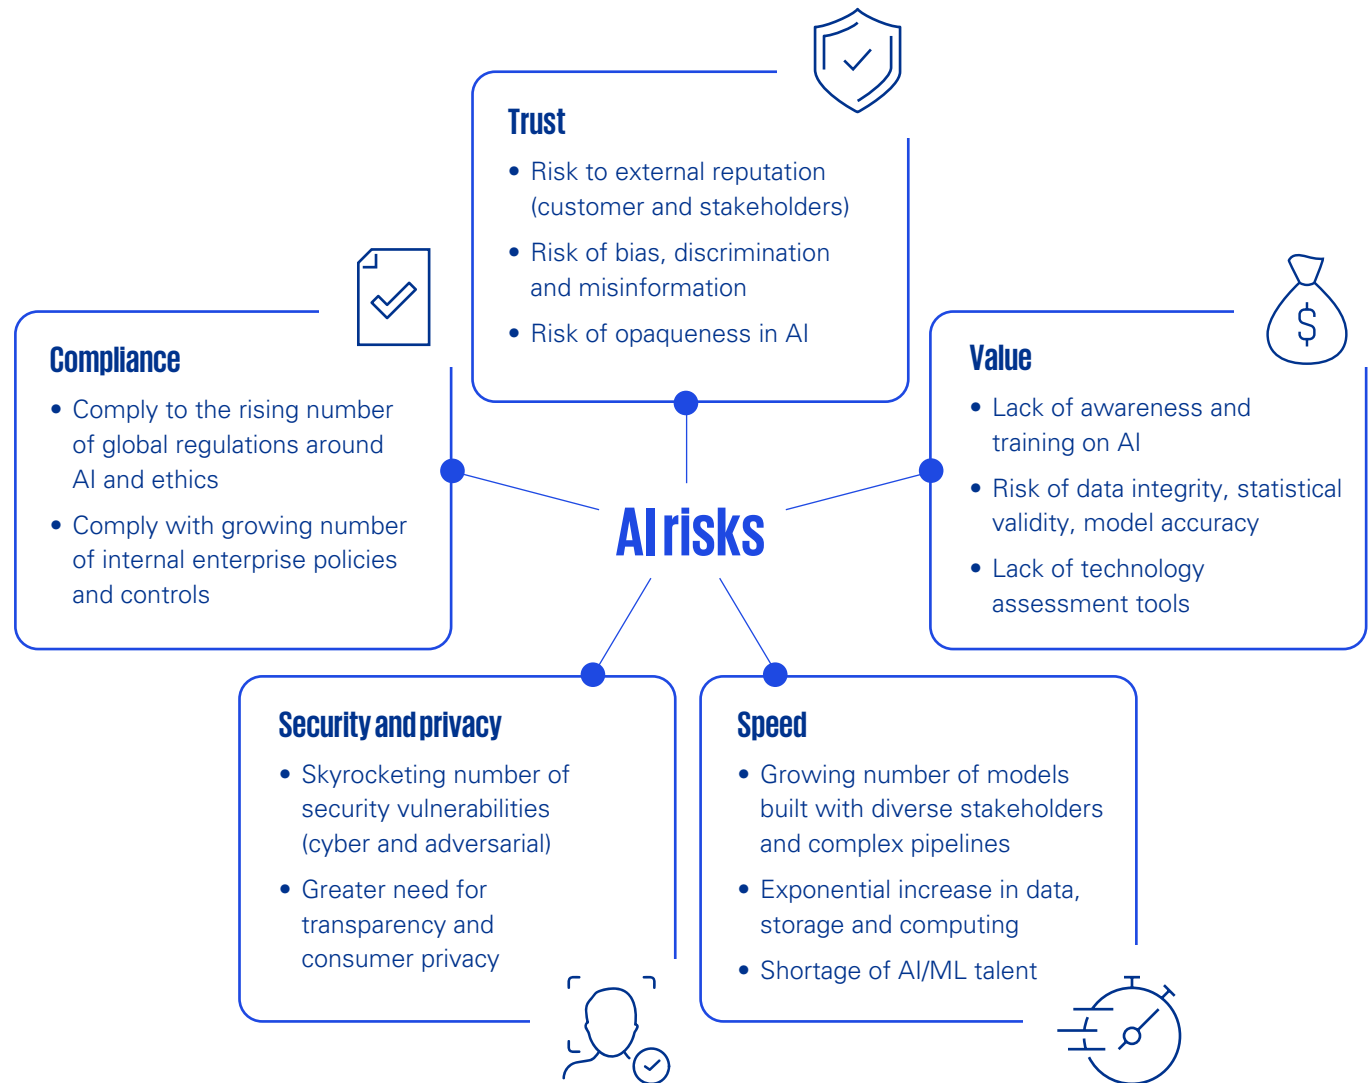 Trust
• Risk to external reputation
(customer and stakeholders)
• Risk of bias, discrimination
and misinformation
• Risk of opaqueness in AI
Compliance
• Comply to the rising number
of global regulations around
AI and ethics
• Comply with growing number
of internal enterprise policies
and controls
Value
• Lack of awareness and
training on AI
• Risk of data integrity, statistical
validity, model accuracy
• Lack of technology
assessment tools
$
AI risks
Security and privacy
• Skyrocketing number of
security vulnerabilities
(cyber and adversarial)
• Greater need for
transparency and
consumer privacy
Speed
• Growing number of models
built with diverse stakeholders
and complex pipelines
• Exponential increase in data,
storage and computing
• Shortage of AI/ML talent